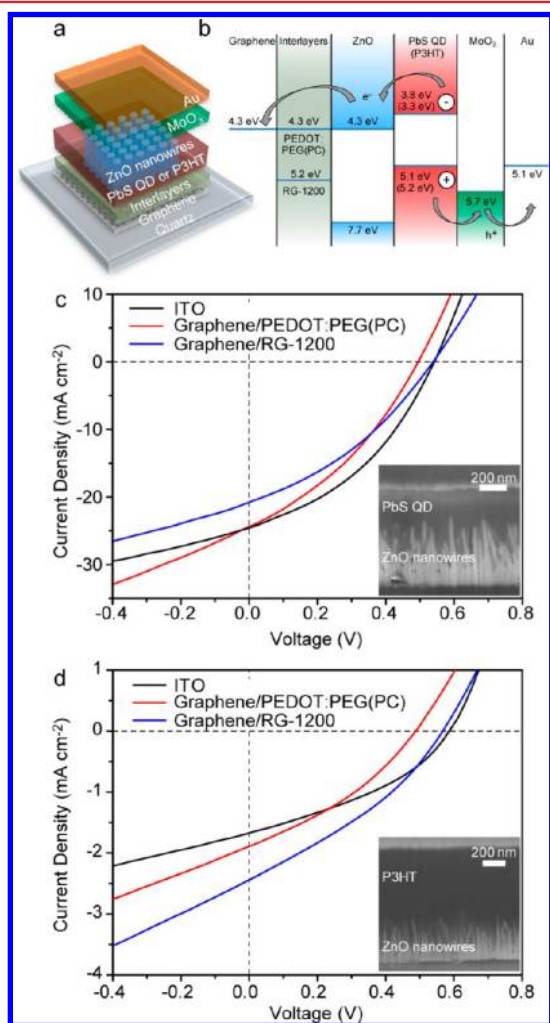 a
Au
MoO₃
ZnO nanowires
PbS QD or P3HT
Interlayers
Graphene
Quartz
b
Graphene Interlayers ZnO PbS QD MoO₃ Au
(P3HT)
e⁻
-
3.8 eV
(3.3 eV)
4.3 eV 4.3 eV 4.3 eV
PEDOT:
PEG(PC)
5.2 eV
RG-1200
5.1 eV
(5.2 eV)
+
5.1 eV
5.7 eV
7.7 eV
h⁺
c
10
0
-10
-20
-30
Current Density (mA cm⁻²)
ITO
Graphene/PEDOT:PEG(PC)
Graphene/RG-1200
200 nm
PbS QD
ZnO nanowires
-0.4 -0.2 0.0 0.2 0.4 0.6 0.8
Voltage (V)
d
1
0
-1
-2
-3
-4
Current Density (mA cm⁻²)
ITO
Graphene/PEDOT:PEG(PC)
Graphene/RG-1200
200 nm
P3HT
ZnO nanowires
-0.4 -0.2 0.0 0.2 0.4 0.6 0.8
Voltage (V)